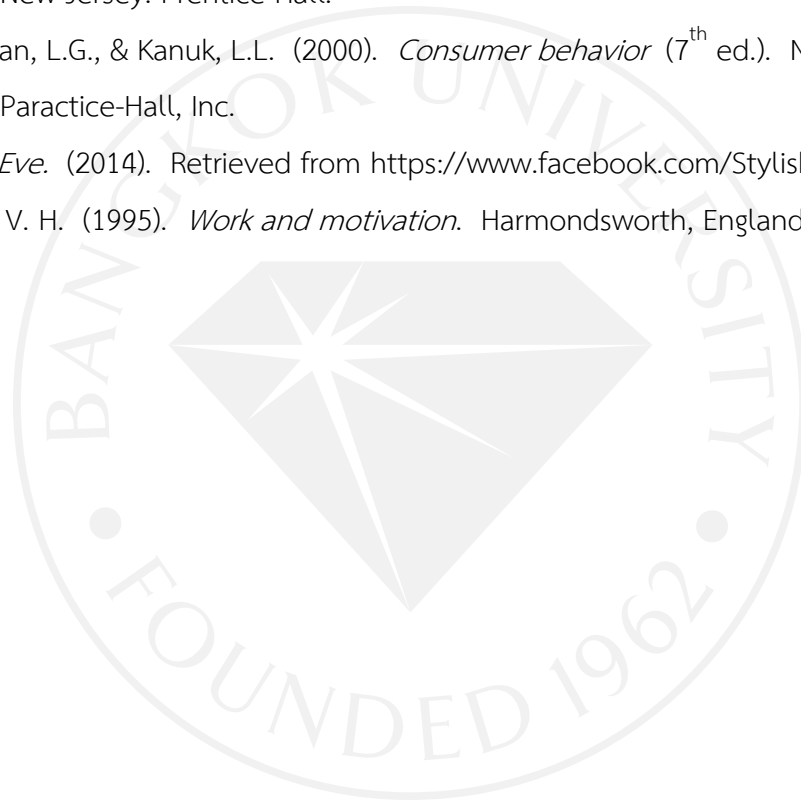 New Jersey: Prentice-Hall.
an, L.G., & Kanuk, L.L. (2000). Consumer behavior (7th ed.). N
Paractice-Hall, Inc.
Eve. (2014). Retrieved from https://www.facebook.com/Stylish
V. H. (1995). Work and motivation. Harmondsworth, England
BANGKOK UNIVERSITY
FOUNDED 1962